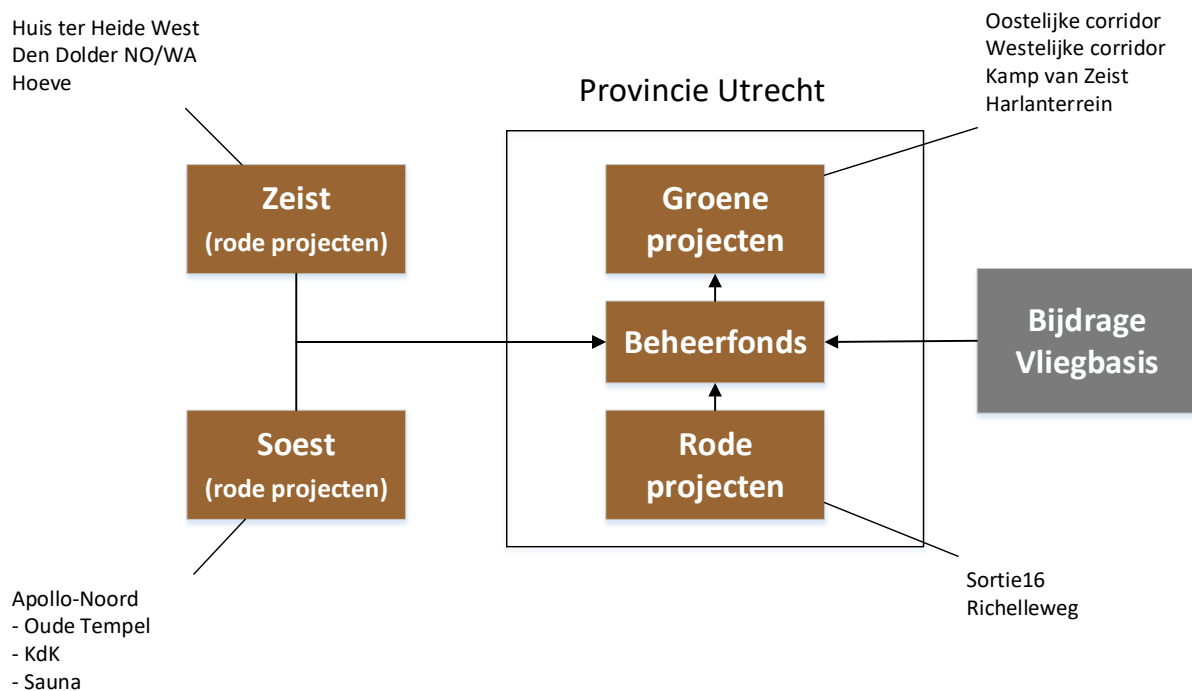 Huis ter Heide West
Den Dolder NO/WA
Hoeve
Oostelijke corridor
Westelijke corridor
Kamp van Zeist
Harlanterrein
Provincie Utrecht
Zeist
(rode projecten)
Groene
projecten
Beheerfonds
Bijdrage
Vliegbasis
Soest
(rode projecten)
Rode
projecten
Apollo-Noord
- Oude Tempel
- KdK
- Sauna
Sortie16
Richelleweg